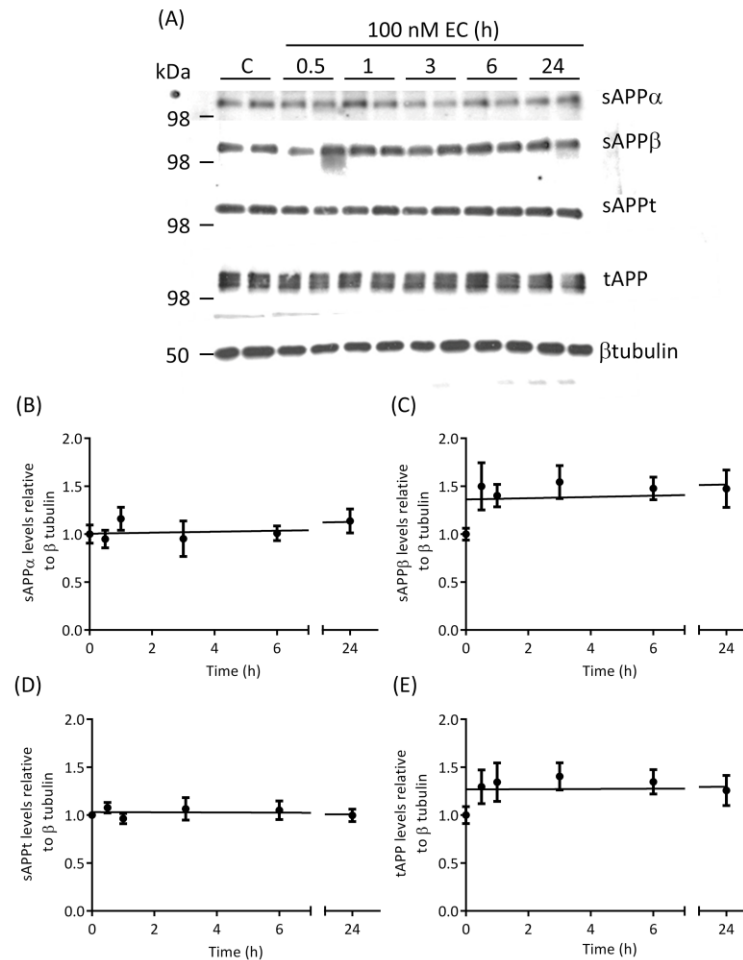 (A)
100 nM EC (h)
kDa C 0.5 1 3 6 24
sAPPα
98
sAPPβ
98
sAPPt
98
tAPP
98
50 βtubulin
(B)
sAPPα levels relative
to β tubulin
2.0
1.5
1.0
0.5
0.0
0 2 4 6 24
Time (h)
(C)
sAPPβ levels relative
to β tubulin
2.0
1.5
1.0
0.5
0.0
0 2 4 6 24
Time (h)
(D)
sAPPt levels relative
to β tubulin
2.0
1.5
1.0
0.5
0.0
0 2 4 6 24
Time (h)
(E)
tAPP levels relative
to β tubulin
2.0
1.5
1.0
0.5
0.0
0 2 4 6 24
Time (h)